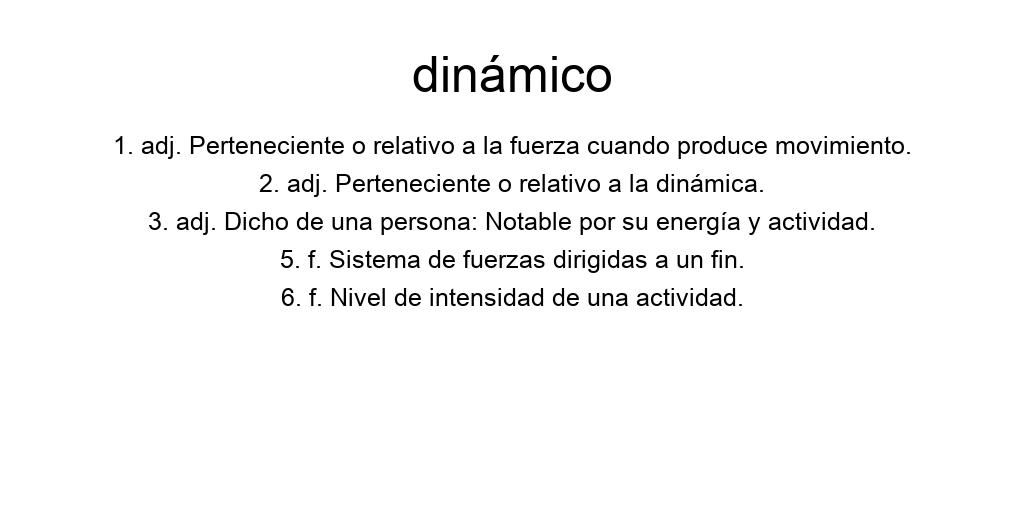 dinámico
1. adj. Perteneciente o relativo a la fuerza cuando produce movimiento.
2. adj. Perteneciente o relativo a la dinámica.
3. adj. Dicho de una persona: Notable por su energía y actividad.
5. f. Sistema de fuerzas dirigidas a un fin.
6. f. Nivel de intensidad de una actividad.